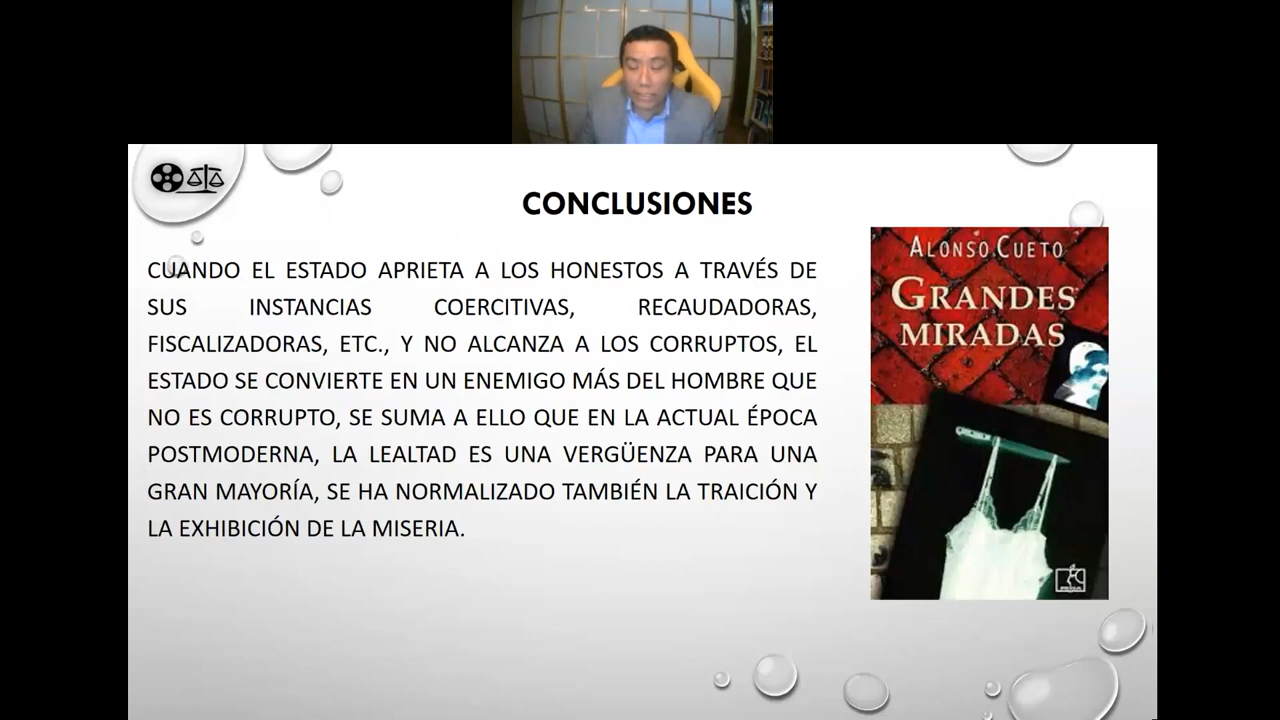 CONCLUSIONES
CUANDO EL ESTADO APRIETA A LOS HONESTOS A TRAVÉS DE
SUS INSTANCIAS COERCITIVAS, RECAUDADORAS,
FISCALIZADORAS, ETC., Y NO ALCANZA A LOS CORRUPTOS, EL
ESTADO SE CONVIERTE EN UN ENEMIGO MÁS DEL HOMBRE QUE
NO ES CORRUPTO, SE SUMA A ELLO QUE EN LA ACTUAL ÉPOCA
POSTMODERNA, LA LEALTAD ES UNA VERGÜENZA PARA UNA
GRAN MAYORÍA, SE HA NORMALIZADO TAMBIÉN LA TRAICIÓN Y
LA EXHIBICIÓN DE LA MISERIA.
ALONSO CUETO
GRANDES
MIRADAS